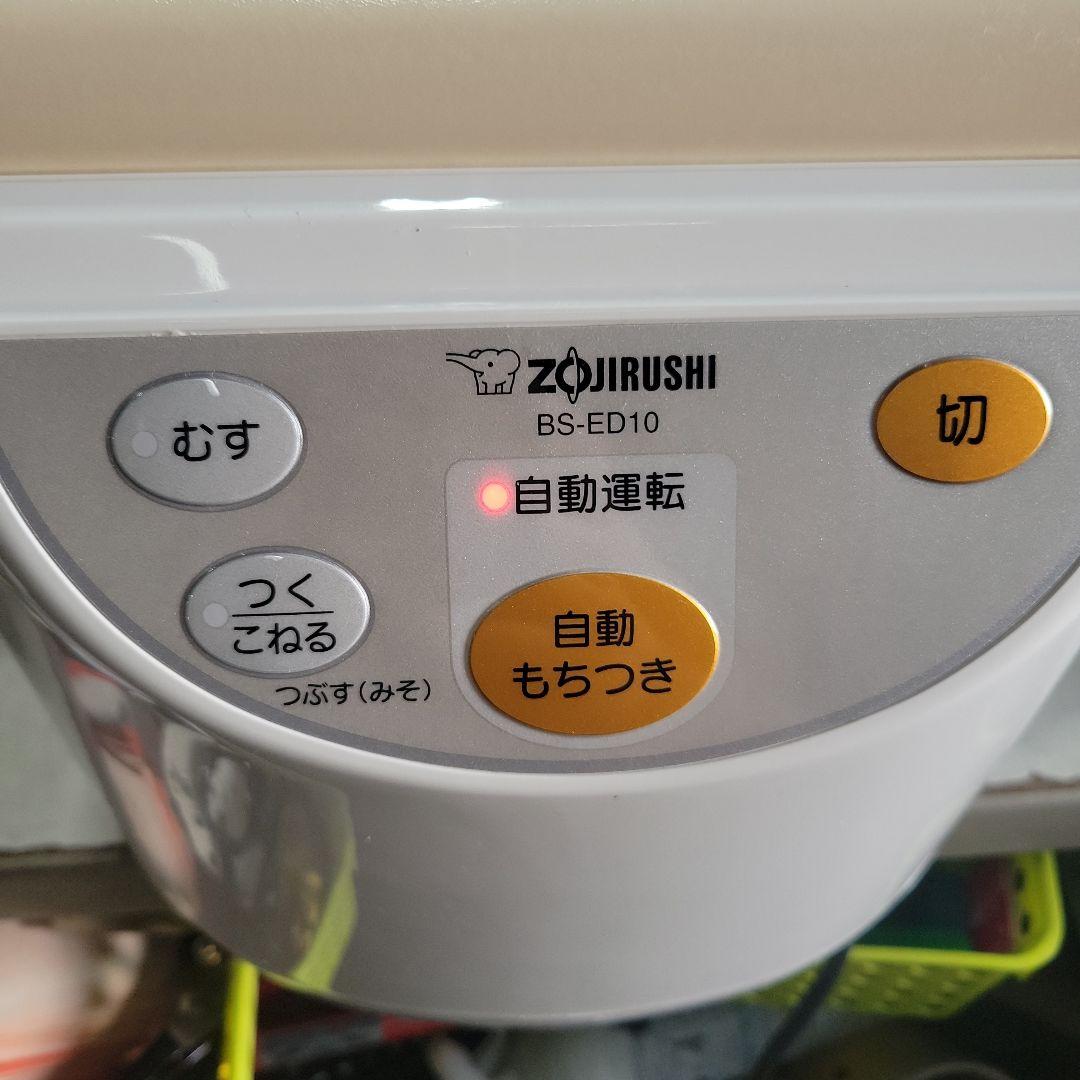 ZOJIRUSHI
BS-ED10
むす
切
自動運転
つく
こねる
つぶす(みそ)
自動
もちつき